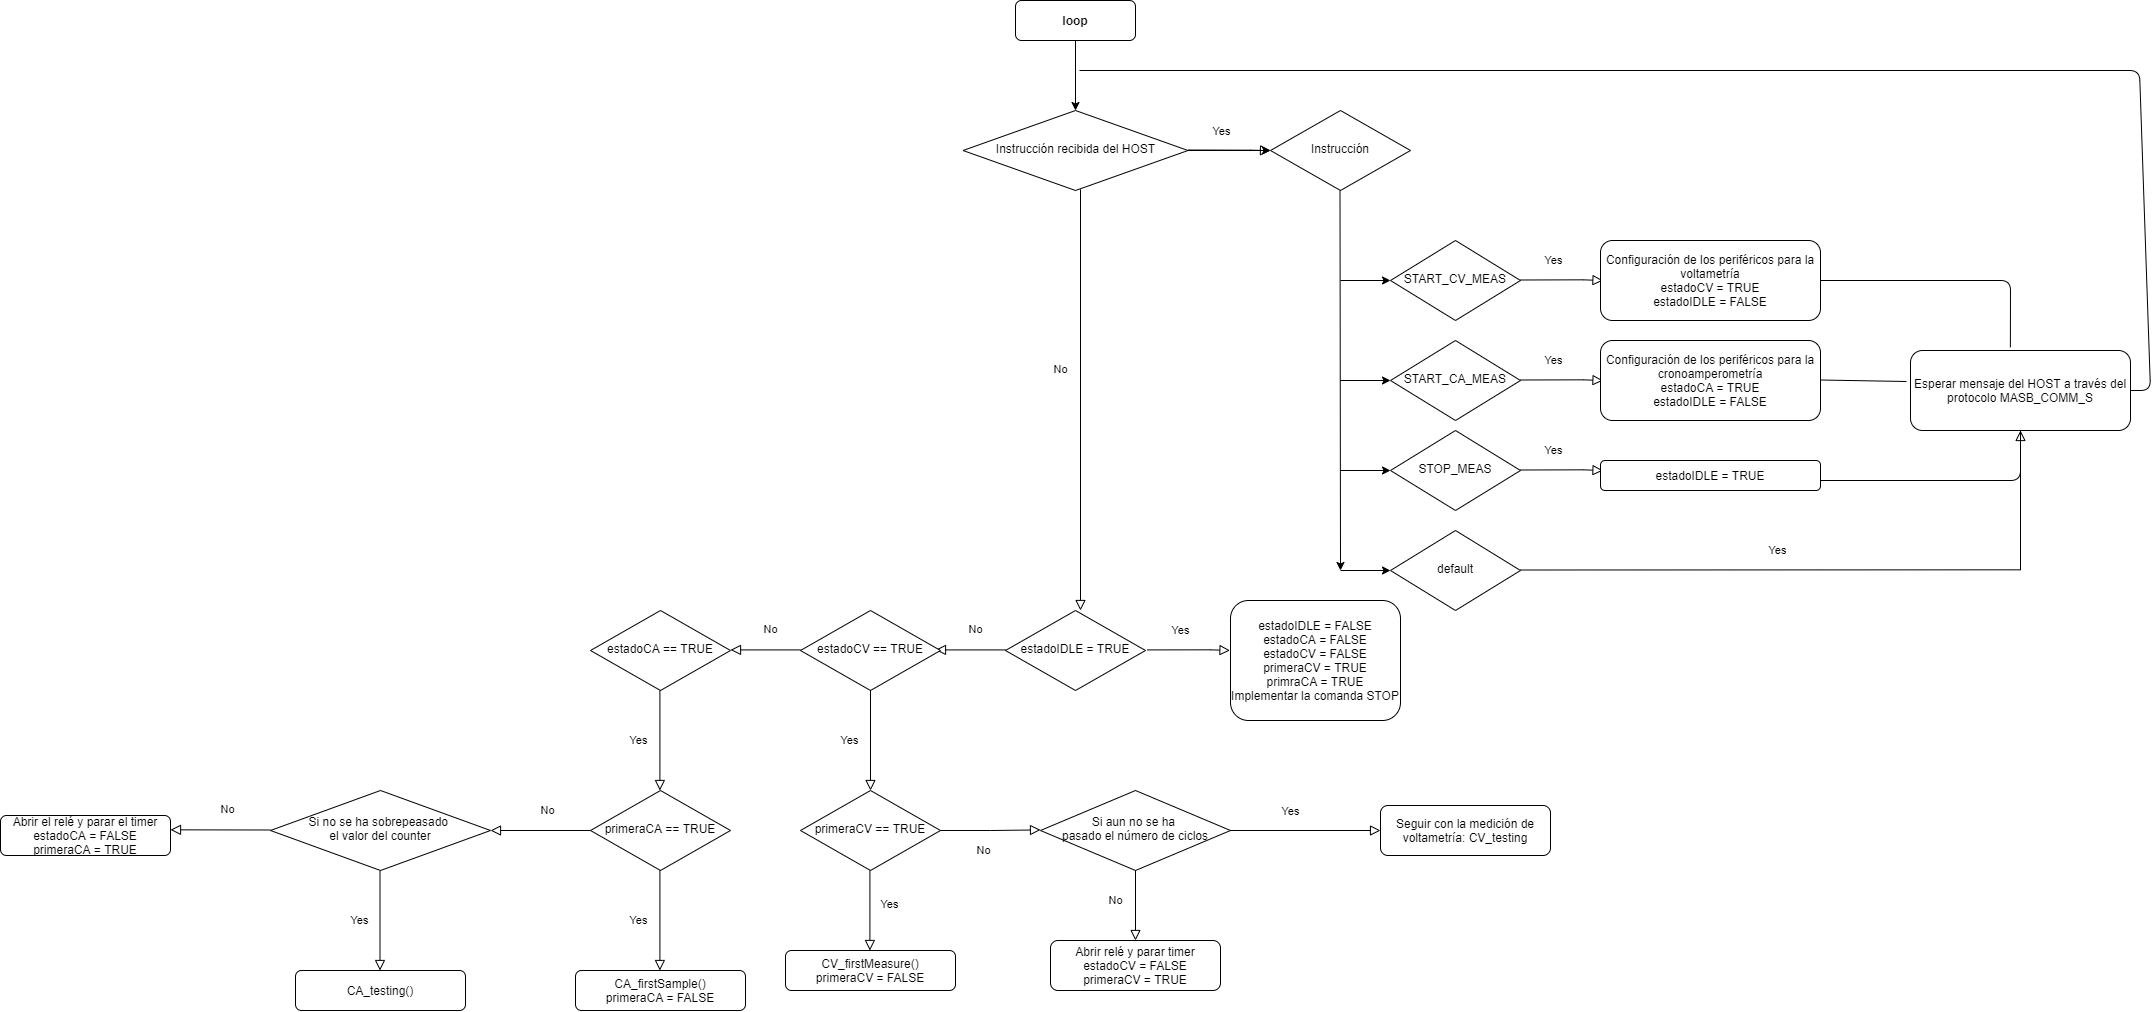 loop
Instrucción recibida del HOST
Yes
Instrucción
START_CV_MEAS
Yes
Configuración de los periféricos para la
voltametría
estadoCV = TRUE
estadoIDLE = FALSE
START_CA_MEAS
Yes
Configuración de los periféricos para la
cronoamperometría
estadoCA = TRUE
estadoIDLE = FALSE
Esperar mensaje del HOST a través del
protocolo MASB_COMM_S
No
STOP_MEAS
Yes
estadoIDLE = TRUE
default
Yes
estadoCA == TRUE
No
estadoCV == TRUE
No
estadoIDLE = TRUE
Yes
estadoIDLE = FALSE
estadoCA = FALSE
estadoCV = FALSE
primeraCV = TRUE
primraCA = TRUE
Implementar la comanda STOP
Yes
Yes
Abrir el relé y parar el timer
estadoCA = FALSE
primeraCA = TRUE
No
Si no se ha sobrepeasado
el valor del counter
No
primeraCA == TRUE
primeraCV == TRUE
No
Si aun no se ha
pasado el número de ciclos
Yes
Seguir con la medición de
voltametría: CV_testing
Yes
Yes
Yes
No
CA_testing()
CA_firstSample()
primeraCA = FALSE
CV_firstMeasure()
primeraCV = FALSE
Abrir relé y parar timer
estadoCV = FALSE
primeraCV = TRUE